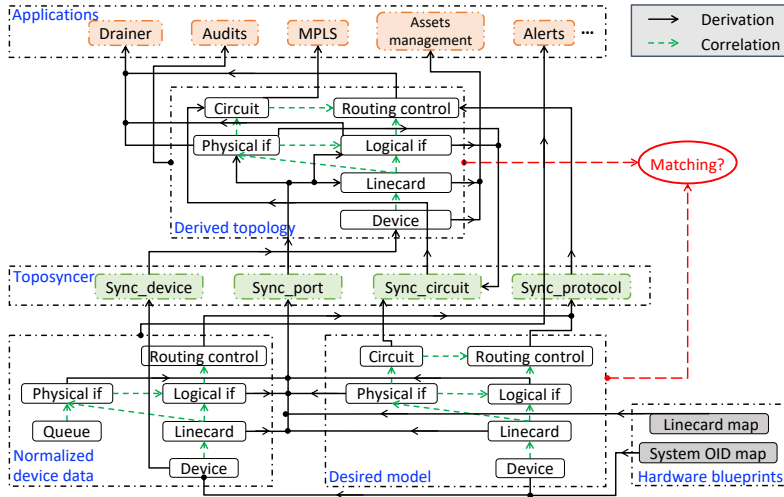 Applications
Drainer
Audits
MPLS
Assets
management
Alerts
...
Derivation
Correlation
Circuit
Routing control
Physical if
Logical if
Linecard
Device
Derived topology
Matching?
Toposyncer
Sync_device
Sync_port
Sync_circuit
Sync_protocol
Routing control
Physical if
Logical if
Queue
Linecard
Device
Normalized
device data
Circuit
Routing control
Physical if
Logical if
Linecard
Device
Desired model
Linecard map
System OID map
Hardware blueprints